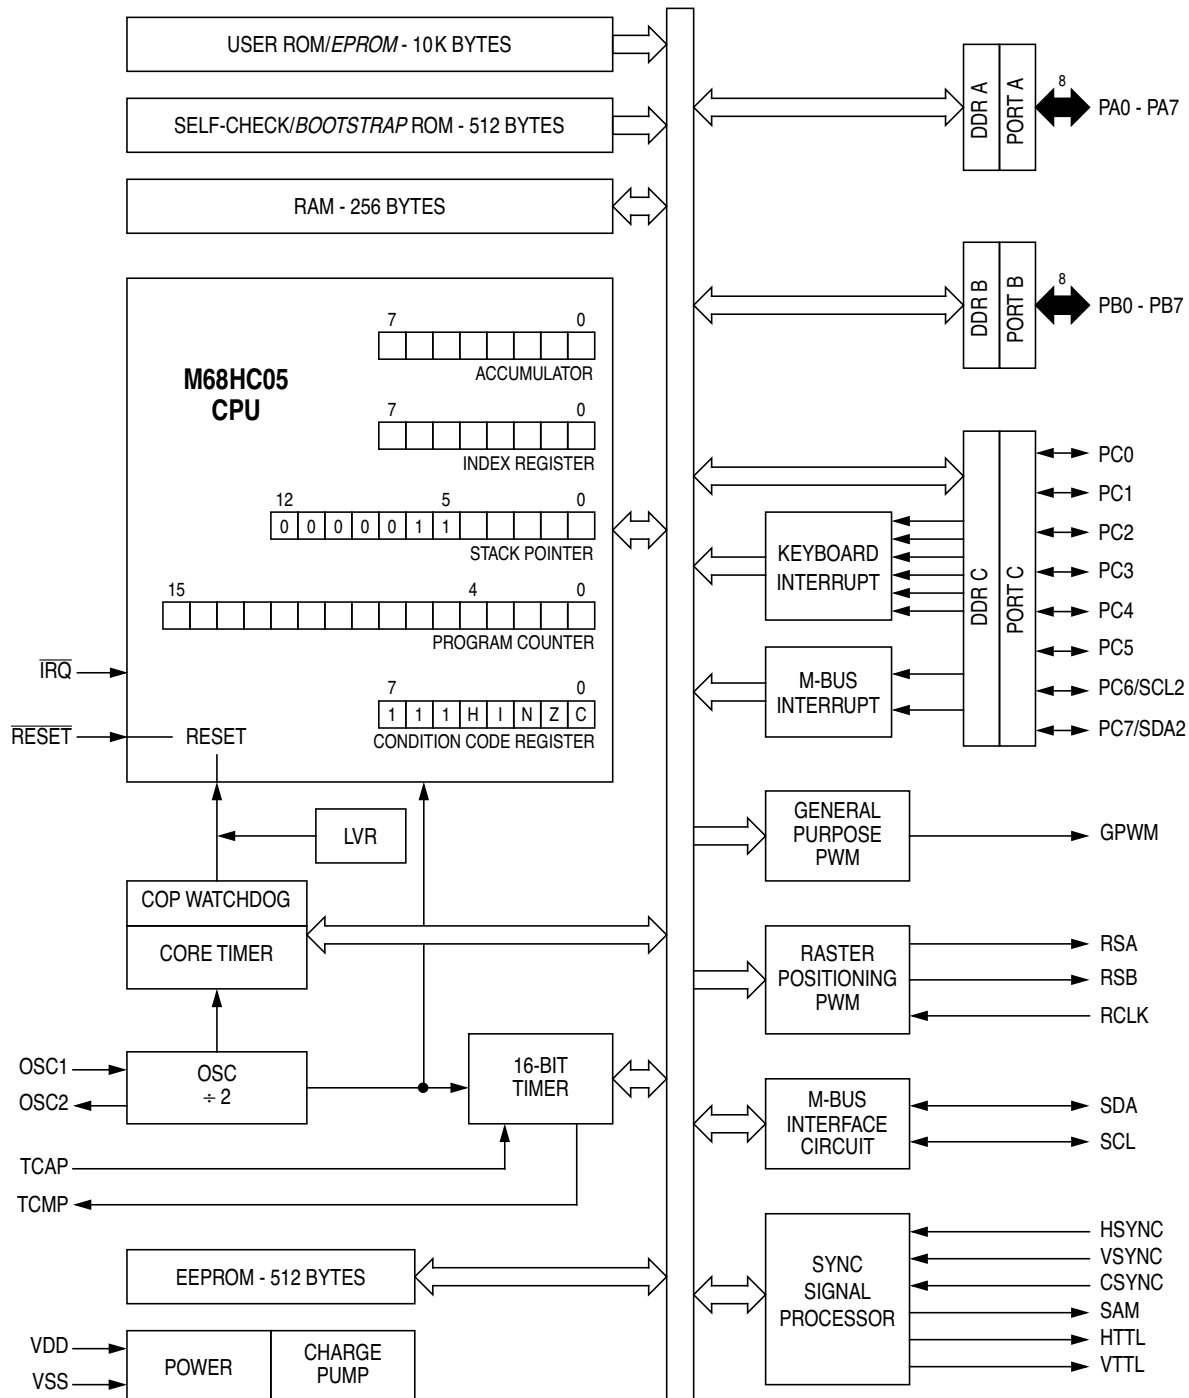 USER ROM/EPROM - 10K BYTES
SELF-CHECK/BOOTSTRAP ROM - 512 BYTES
RAM - 256 BYTES
M68HC05
CPU
7 0
ACCUMULATOR
7 0
INDEX REGISTER
12 5 0
0 0 0 0 0 1 1
STACK POINTER
15 4 0
PROGRAM COUNTER
7 0
1 1 1 H I N Z C
CONDITION CODE REGISTER
IRQ
RESET
RESET
LVR
COP WATCHDOG
CORE TIMER
OSC1
OSC2
OSC
÷ 2
16-BIT
TIMER
TCAP
TCMP
EEPROM - 512 BYTES
VDD
VSS
POWER
CHARGE
PUMP
DDR A
PORT A
8
PA0 - PA7
DDR B
PORT B
8
PB0 - PB7
KEYBOARD
INTERRUPT
M-BUS
INTERRUPT
DDR C
PORT C
PC0
PC1
PC2
PC3
PC4
PC5
PC6/SCL2
PC7/SDA2
GENERAL
PURPOSE
PWM
GPWM
RASTER
POSITIONING
PWM
RSA
RSB
RCLK
M-BUS
INTERFACE
CIRCUIT
SDA
SCL
SYNC
SIGNAL
PROCESSOR
HSYNC
VSYNC
CSYNC
SAM
HTTL
VTTL